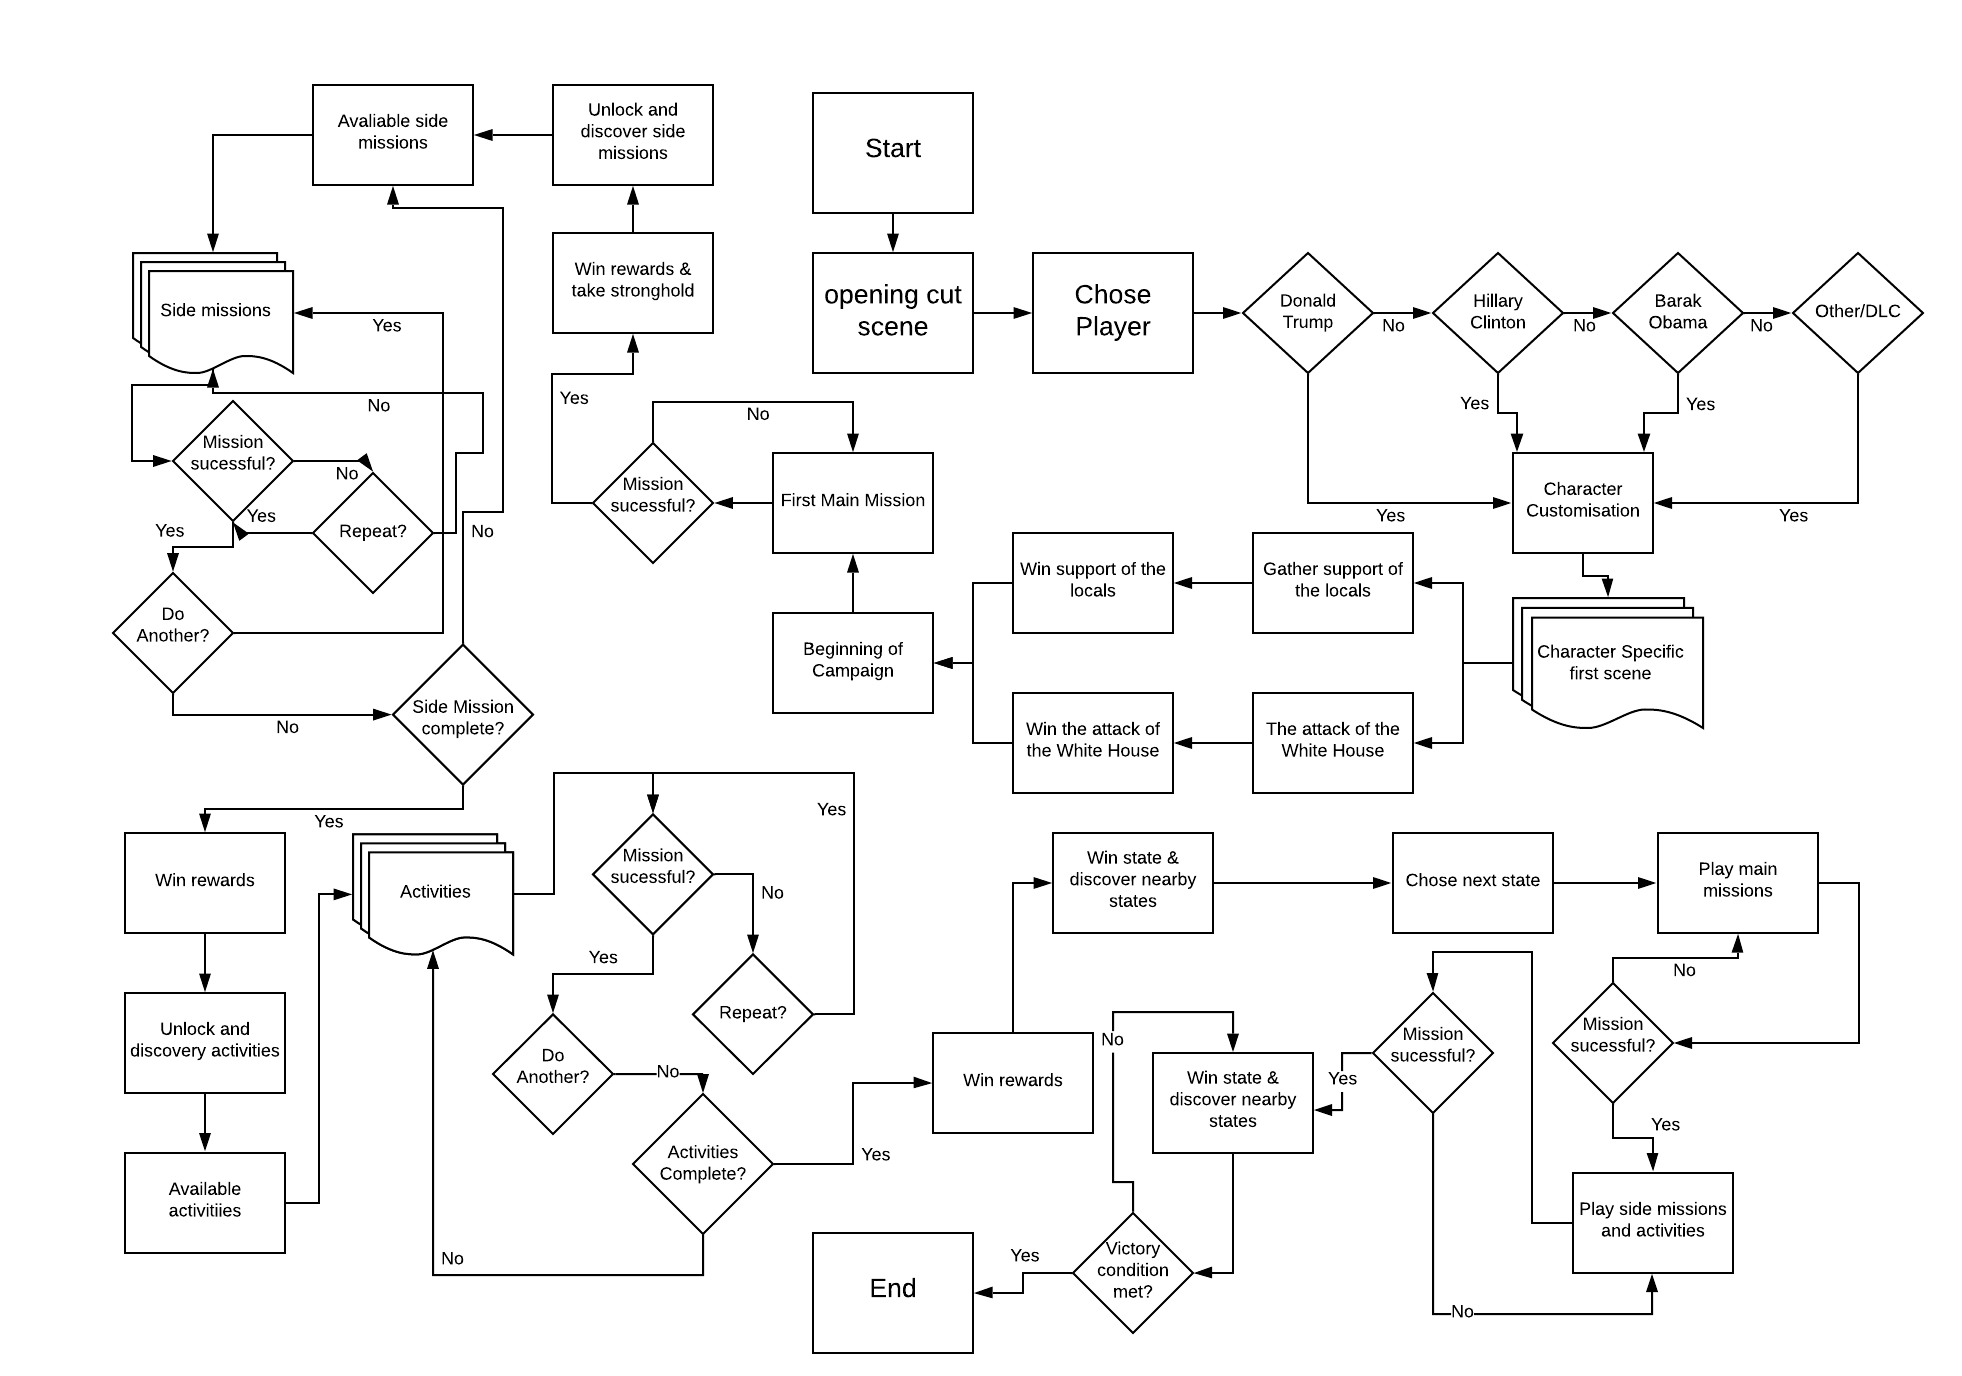 Avaliable side
missions
Unlock and
discover side
missions
Start
Win rewards &
take stronghold
opening cut
scene
Chose
Player
Donald
Trump
No
Hillary
Clinton
No
Barak
Obama
No
Other/DLC
Side missions
Yes
No
Yes
No
Yes
Yes
Mission
sucessful?
No
Yes
Repeat?
Yes
No
Mission
sucessful?
First Main Mission
Character
Customisation
Yes
Yes
Do
Another?
No
Side Mission
complete?
Beginning of
Campaign
Win support of the
locals
Gather support of
the locals
Character Specific
first scene
Win the attack of
the White House
The attack of the
White House
Yes
Win rewards
Activities
Mission
sucessful?
Yes
No
Yes
Repeat?
Win state &
discover nearby
states
Chose next state
Play main
missions
Unlock and
discovery activities
Do
Another?
No
Win rewards
No
Win state &
discover nearby
states
Yes
Mission
sucessful?
No
Mission
sucessful?
Yes
Available
activitiies
Activities
Complete?
Yes
No
End
Yes
Victory
condition
met?
Play side missions
and activities
No